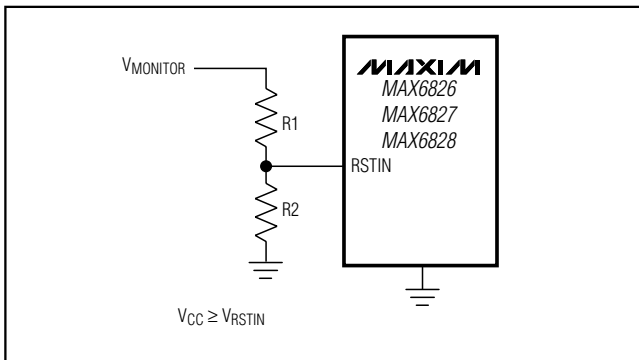 VMONITOR
MAXIM
MAX6826
MAX6827
MAX6828
R1
RSTIN
R2
VCC ≥ VRSTIN